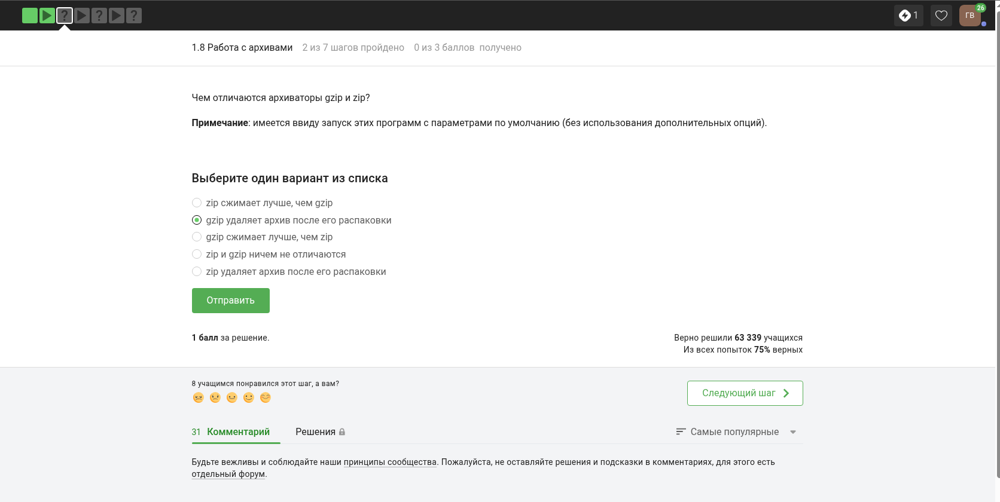 ? ? ?
1
ГВ
26
1.8 Работа с архивами 2 из 7 шагов пройдено 0 из 3 баллов получено
Чем отличаются архиваторы gzip и zip?
Примечание: имеется ввиду запуск этих программ с параметрами по умолчанию (без использования дополнительных опций).
Выберите один вариант из списка
zip сжимает лучше, чем gzip
gzip удаляет архив после его распаковки
gzip сжимает лучше, чем zip
zip и gzip ничем не отличаются
zip удаляет архив после его распаковки
Отправить
1 балл за решение.
Верно решили 63 339 учащихся
Из всех попыток 75% верных
8 учащимся понравился этот шаг, а вам?
Следующий шаг
31 Комментарий Решения
Самые популярные
Будьте вежливы и соблюдайте наши принципы сообщества. Пожалуйста, не оставляйте решения и подсказки в комментариях, для этого есть
отдельный форум.